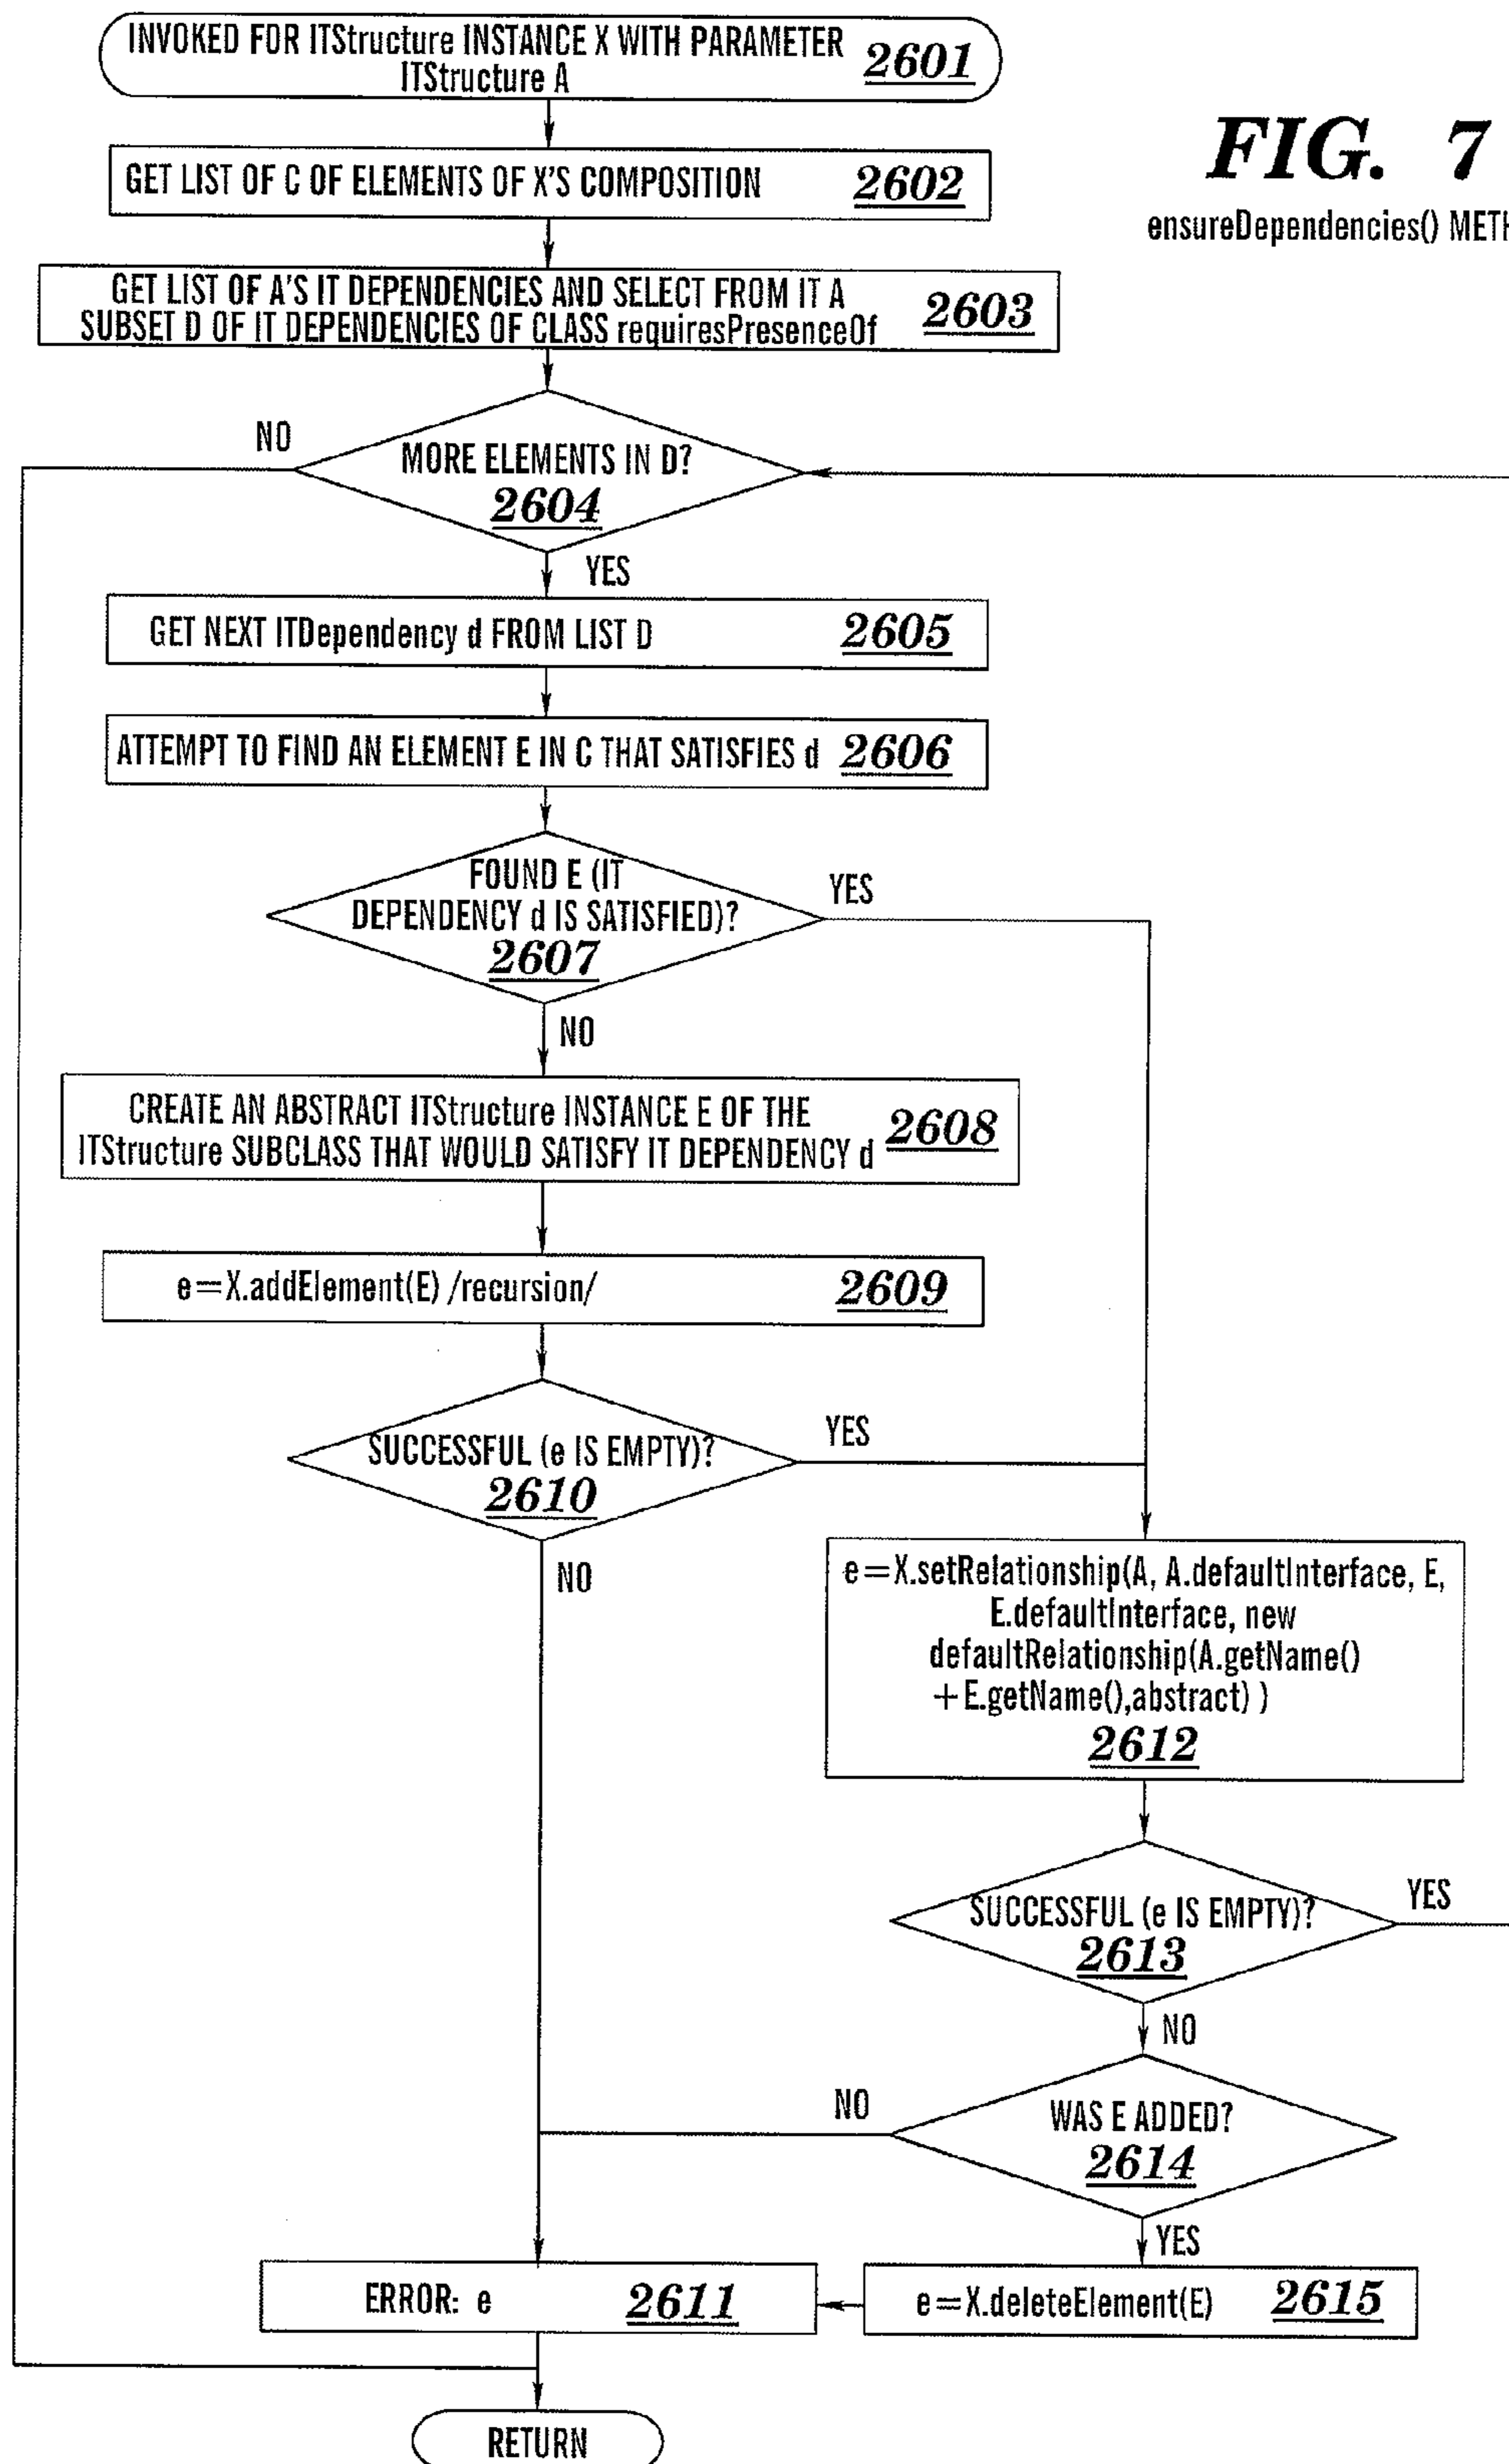 INVOKED FOR ITStructure INSTANCE X WITH PARAMETER
ITStructure A
2601
FIG. 7
ensureDependencies()
GET LIST OF C OF ELEMENTS OF X'S COMPOSITION 2602
GET LIST OF A'S IT DEPENDENCIES AND SELECT FROM IT A
SUBSET D OF IT DEPENDENCIES OF CLASS requiresPresenceOf
2603
NO
MORE ELEMENTS IN D?
2604
YES
GET NEXT ITDependency d FROM LIST D 2605
ATTEMPT TO FIND AN ELEMENT E IN C THAT SATISFIES d 2606
FOUND E (IT
DEPENDENCY d IS SATISFIED)?
2607
YES
NO
CREATE AN ABSTRACT ITStructure INSTANCE E OF THE
ITStructure SUBCLASS THAT WOULD SATISFY IT DEPENDENCY d
2608
e=X.addElement(E) /recursion/ 2609
SUCCESSFUL (e IS EMPTY)?
2610
YES
NO
e=X.setRelationship(A, A.defaultInterface, E,
E.defaultInterface, new
defaultRelationship(A.getName()
+E.getName(),abstract) )
2612
SUCCESSFUL (e IS EMPTY)?
2613
YES
NO
WAS E ADDED?
2614
NO
YES
ERROR: e 2611
e=X.deleteElement(E) 2615
RETURN